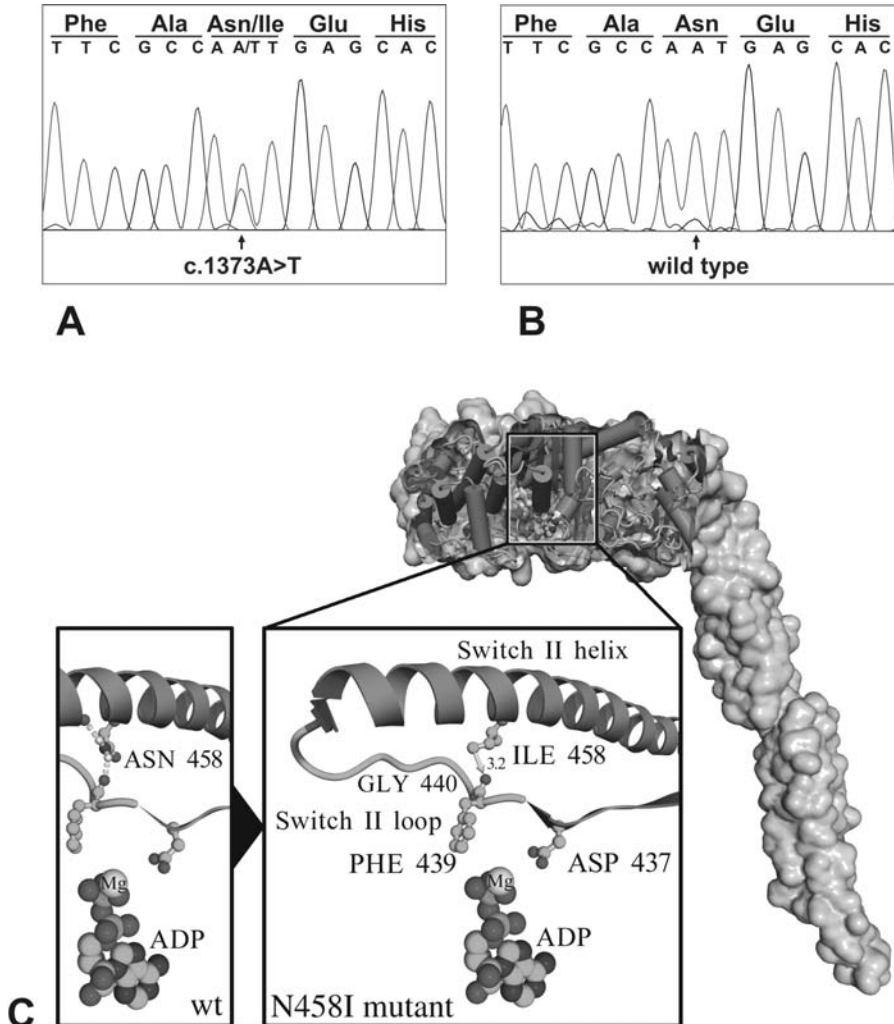 Phe Ala Asn/Ile Glu His
T T C G C C A A/T T G A G C A C
c.1373A>T
A
Phe Ala Asn Glu His
T T C G C C A A T G A G C A C
wild type
B
ASN 458
Mg
ADP
wt
Switch II helix
3.2 ILE 458
GLY 440
Switch II loop
PHE 439
ASP 437
Mg
ADP
N458I mutant
C